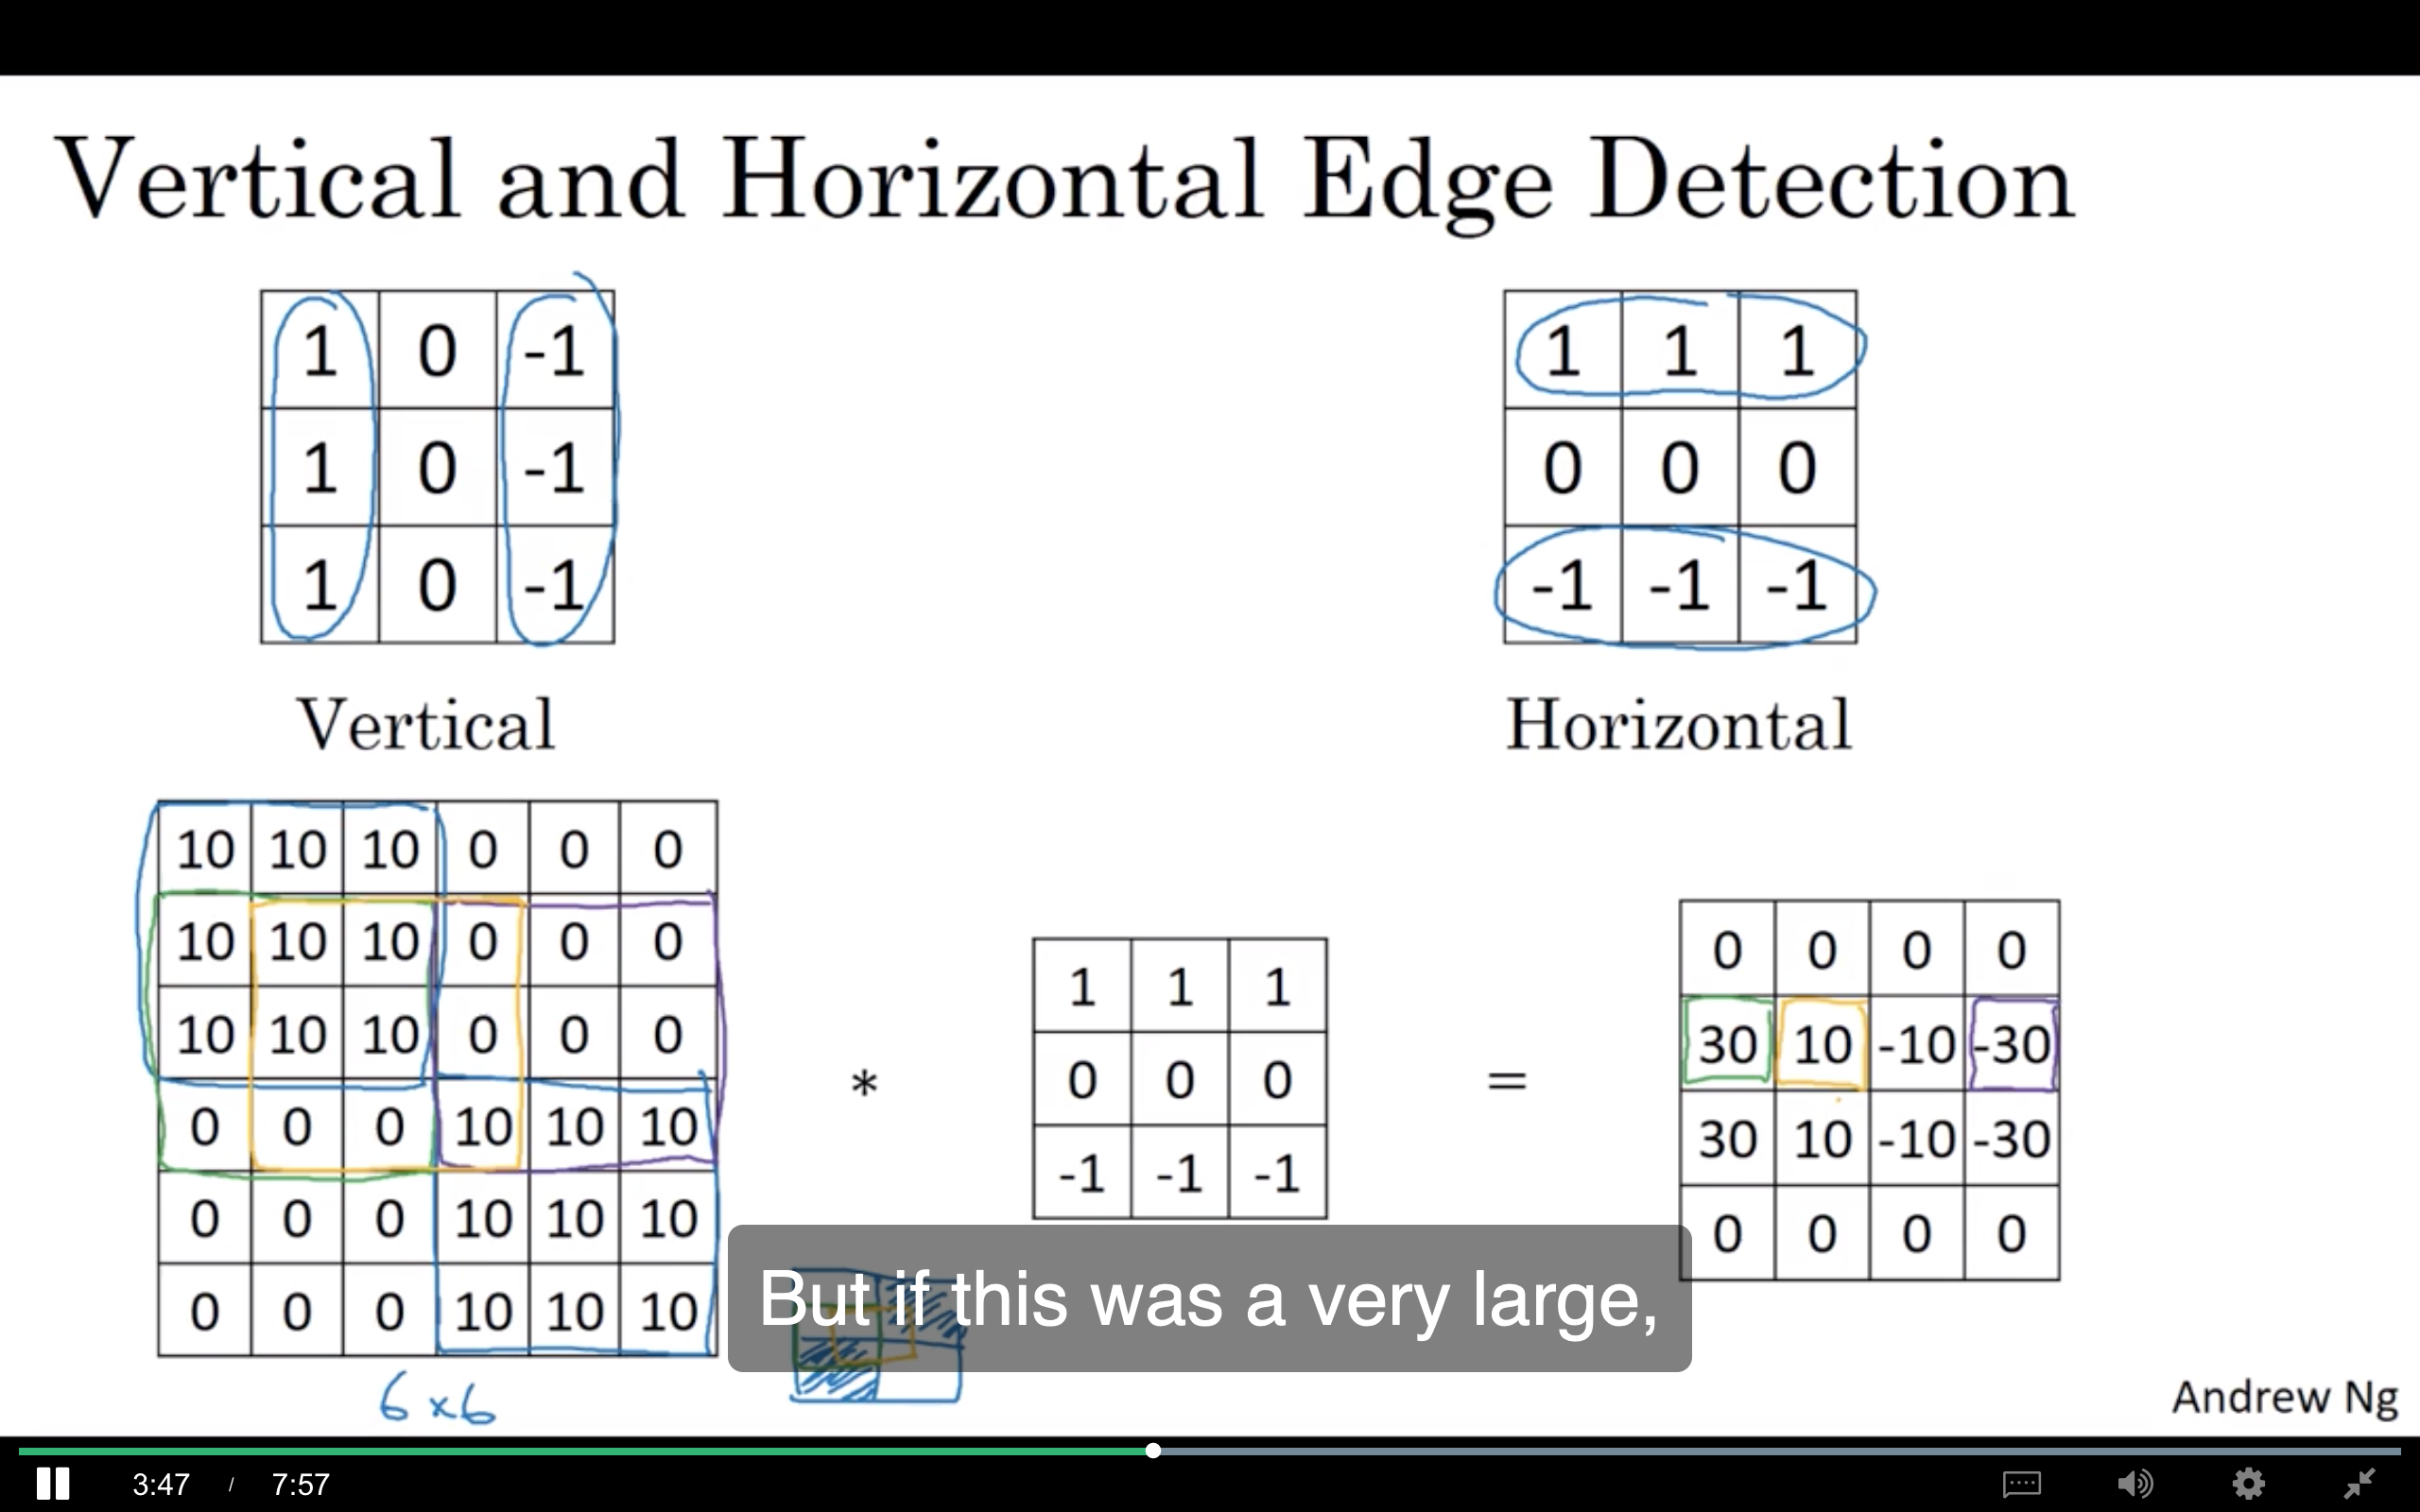 Vertical and Horizontal Edge Detection
1 0 -1
1 0 -1
1 0 -1
Vertical
1 1 1
0 0 0
-1 -1 -1
Horizontal
10 10 10 0 0 0
10 10 10 0 0 0
10 10 10 0 0 0
0 0 0 10 10 10
0 0 0 10 10 10
0 0 0 10 10 10
6 x 6
*
1 1 1
0 0 0
-1 -1 -1
=
0 0 0 0
30 10 -10 -30
30 10 -10 -30
0 0 0 0
But if this was a very large,
Andrew Ng
3:47 / 7:57